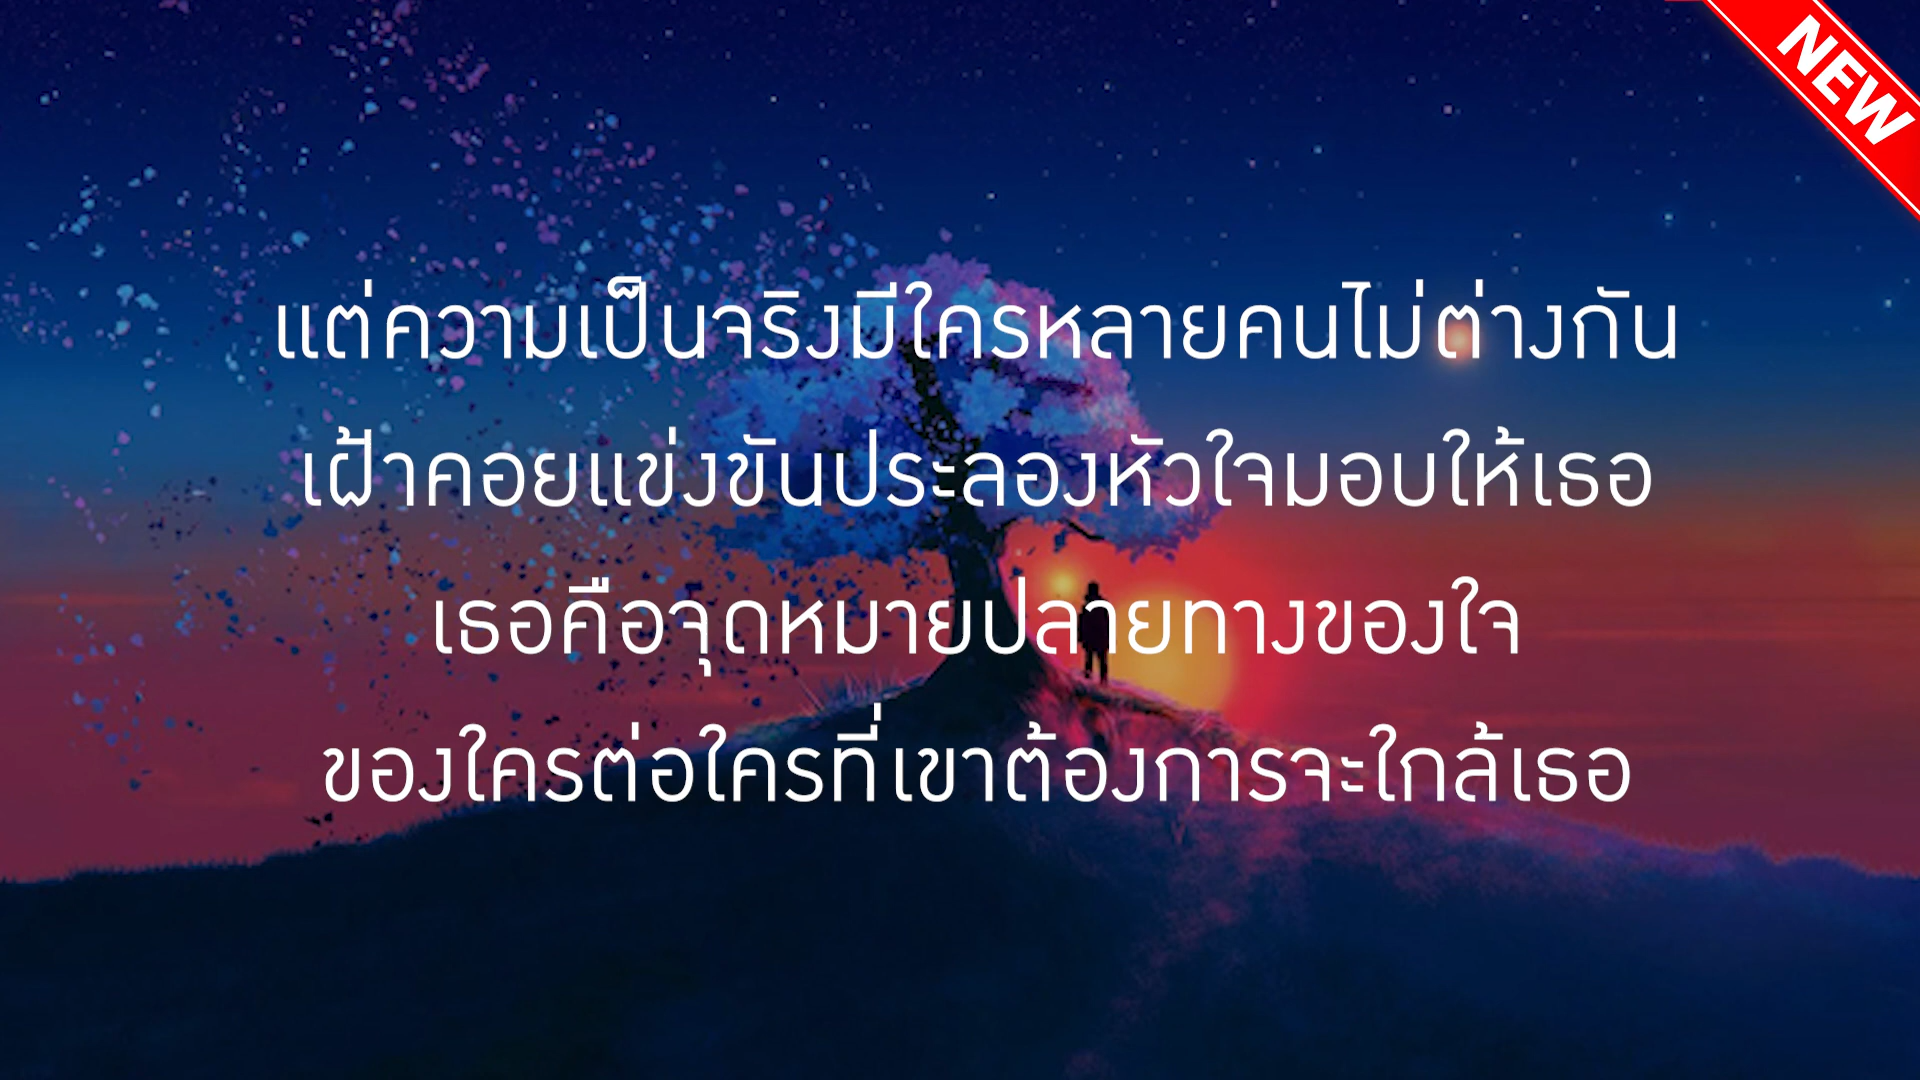 NEW
แต่ความเป็นจริงมีใครหลายคนไม่ต่างกัน
เฝ้าคอยแข่งขันประลองหัวใจมอบให้เธอ
เธอคือจุดหมายปลายทางของใจ
ของใครต่อใครที่เขาต้องการจะใกล้เธอ